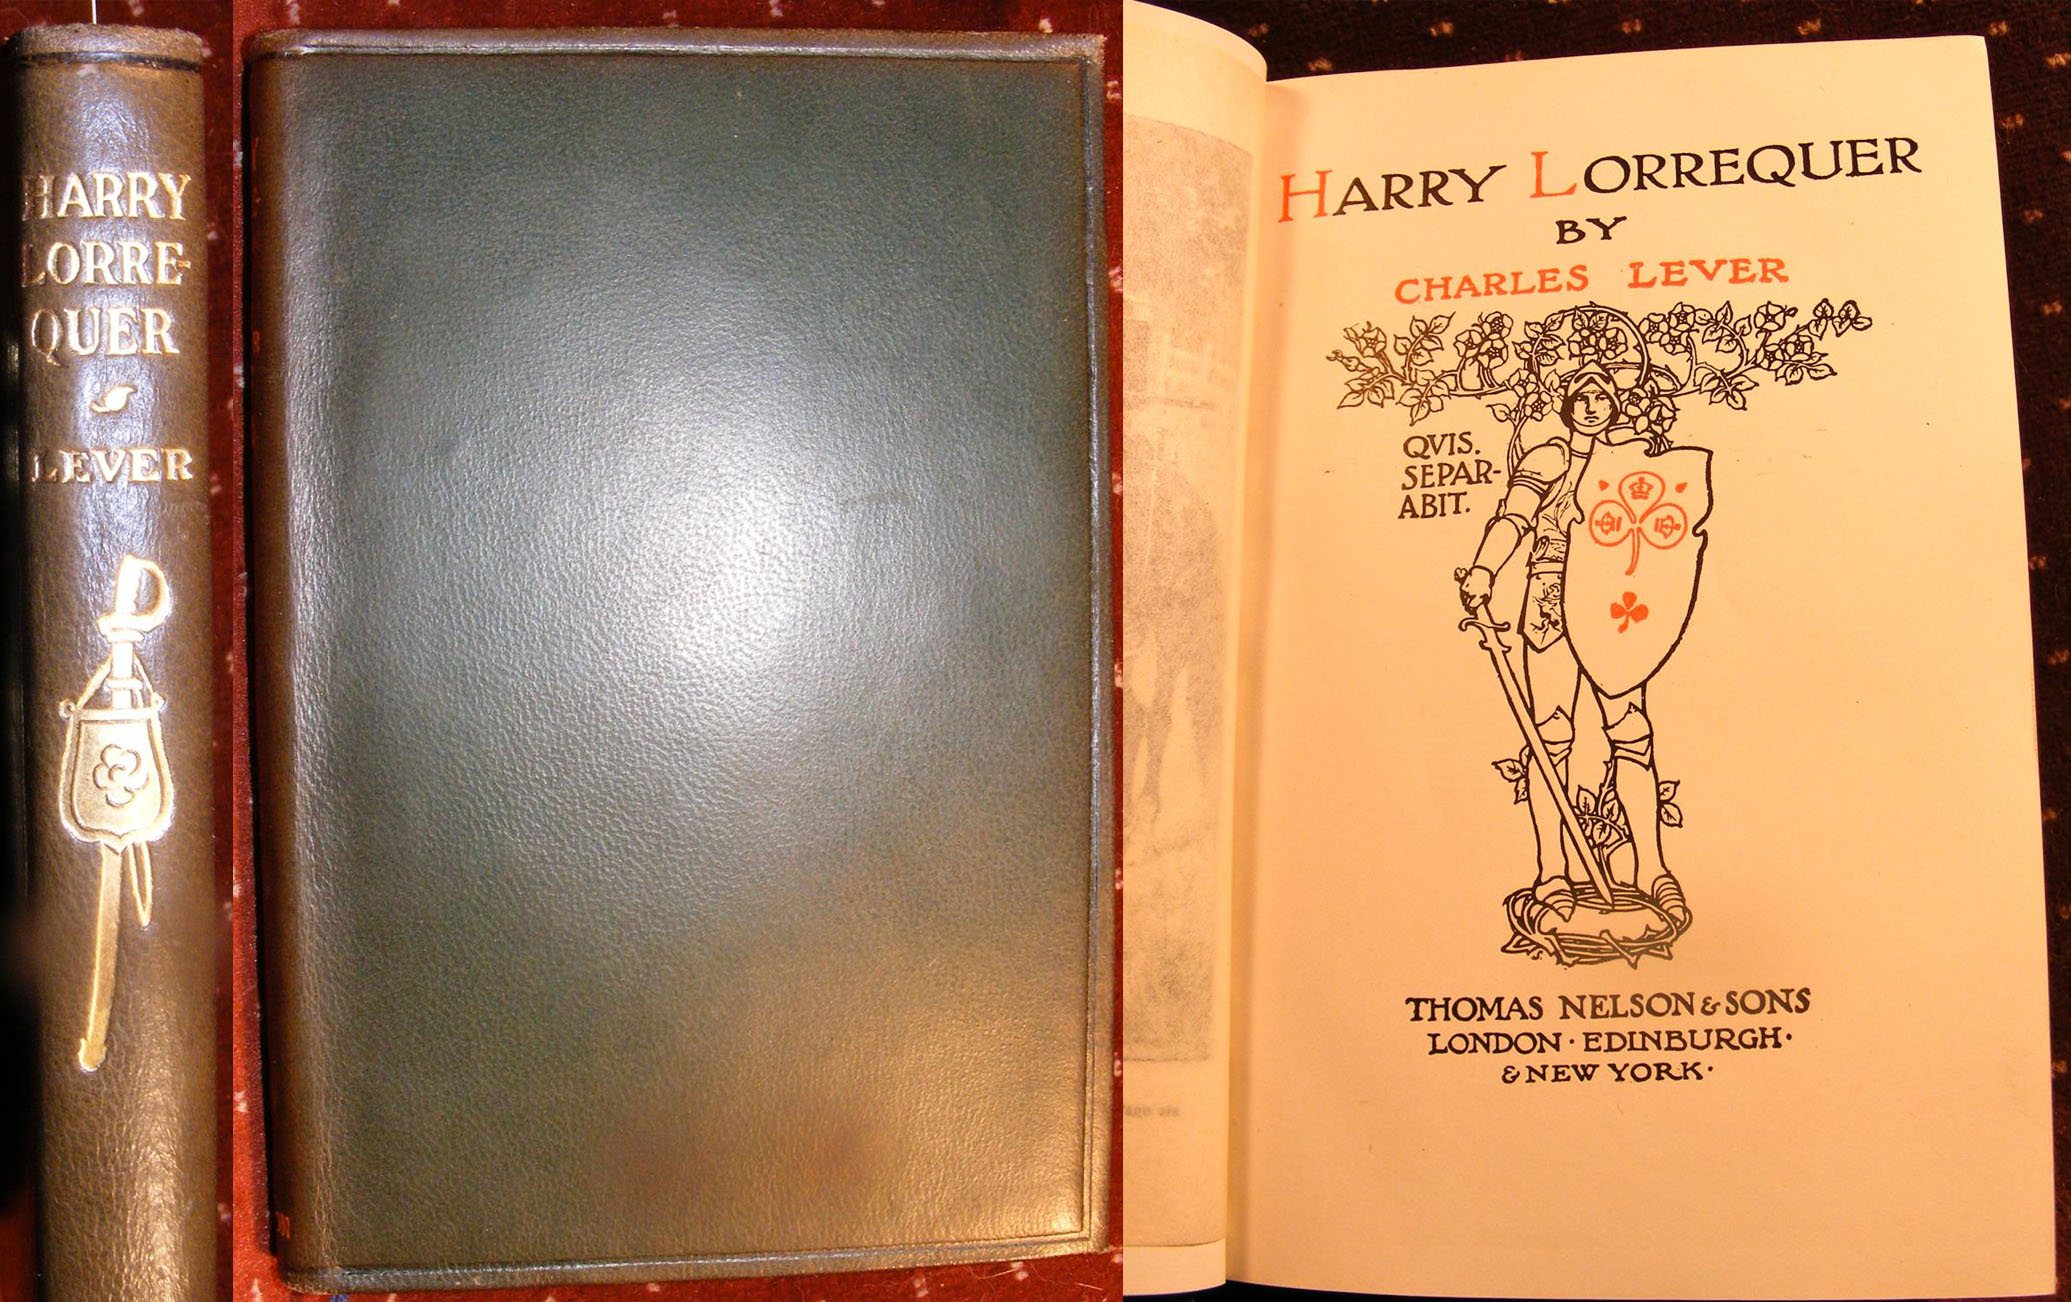 HARRY
LORRE-
QUER
LEVER
HARRY LORREQUER
BY
CHARLES LEVER
QVIS.
SEPAR-
ABIT.
THOMAS NELSON & SONS
LONDON · EDINBURGH ·
& NEW YORK ·